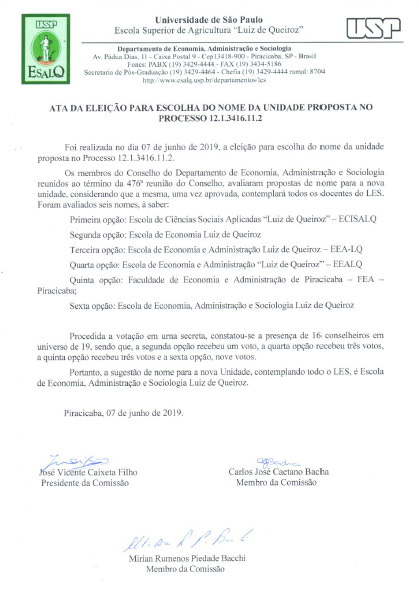 USP
ESALQ
Universidade de São Paulo
Escola Superior de Agricultura "Luiz de Queiroz"
USP
Departamento de Economia, Administração e Sociologia
Av. Pádua Dias, 11 - Caixa Postal 9 - Cep13418-900 - Piracicaba, SP - Brasil
Fones: PABX (19) 3429-4444 - FAX (19) 3434-5186
Secretaria de Pós-Graduação (19) 3429-4464 - Chefia (19) 3429-4444 ramal: 8704
http://www.esalq.usp.br/departamentos/les
ATA DA ELEIÇÃO PARA ESCOLHA DO NOME DA UNIDADE PROPOSTA NO
PROCESSO 12.1.3416.11.2
Foi realizada no dia 07 de junho de 2019, a eleição para escolha do nome da unidade
proposta no Processo 12.1.3416.11.2.
Os membros do Conselho do Departamento de Economia, Administração e Sociologia
reunidos ao término da 476ª reunião do Conselho, avaliaram propostas de nome para a nova
unidade, considerando que a mesma, uma vez aprovada, contemplará todos os docentes do LES.
Foram avaliados seis nomes, à saber:
Primeira opção: Escola de Ciências Sociais Aplicadas "Luiz de Queiroz" – ECISALQ
Segunda opção: Escola de Economia Luiz de Queiroz
Terceira opção: Escola de Economia e Administração Luiz de Queiroz – EEA-LQ
Quarta opção: Escola de Economia e Administração "Luiz de Queiroz" – EEALQ
Quinta opção: Faculdade de Economia e Administração de Piracicaba – FEA –
Piracicaba;
Sexta opção: Escola de Economia, Administração e Sociologia Luiz de Queiroz
Procedida a votação em urna secreta, constatou-se a presença de 16 conselheiros em
universo de 19, sendo que, a segunda opção recebeu um voto, a quarta opção recebeu três votos,
a quinta opção recebeu três votos e a sexta opção, nove votos.
Portanto, a sugestão de nome para a nova Unidade, contemplando todo o LES, é Escola
de Economia, Administração e Sociologia Luiz de Queiroz.
Piracicaba, 07 de junho de 2019.
José Vicente Caixeta Filho
Presidente da Comissão
Carlos José Caetano Bacha
Membro da Comissão
Mirian Rumenos Piedade Bacchi
Membro da Comissão